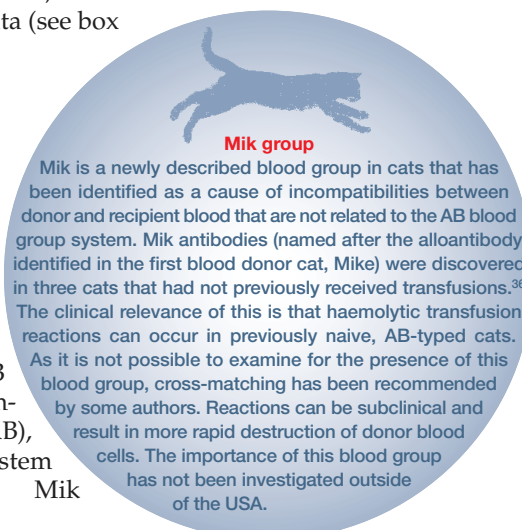 ta (see box
Mik group
Mik is a newly described blood group in cats that has
been identified as a cause of incompatibilities between
donor and recipient blood that are not related to the AB blood
group system. Mik antibodies (named after the alloantibody
identified in the first blood donor cat, Mike) were discovered
in three cats that had not previously received transfusions.36
The clinical relevance of this is that haemolytic transfusion
reactions can occur in previously naive, AB-typed cats.
As it is not possible to examine for the presence of this
blood group, cross-matching has been recommended
by some authors. Reactions can be subclinical and
result in more rapid destruction of donor blood
cells. The importance of this blood group
has not been investigated outside
of the USA.
stem
Mik